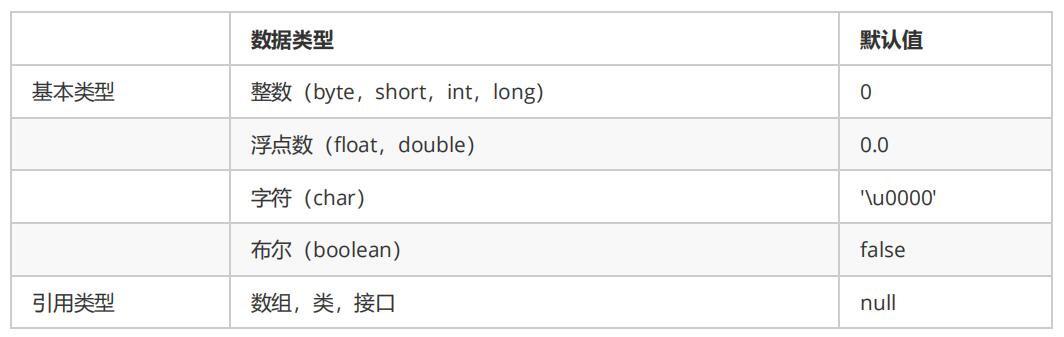 数据类型 默认值
基本类型 整数（byte，short，int，long） 0
浮点数（float，double） 0.0
字符（char） '\u0000'
布尔（boolean） false
引用类型 数组，类，接口 null